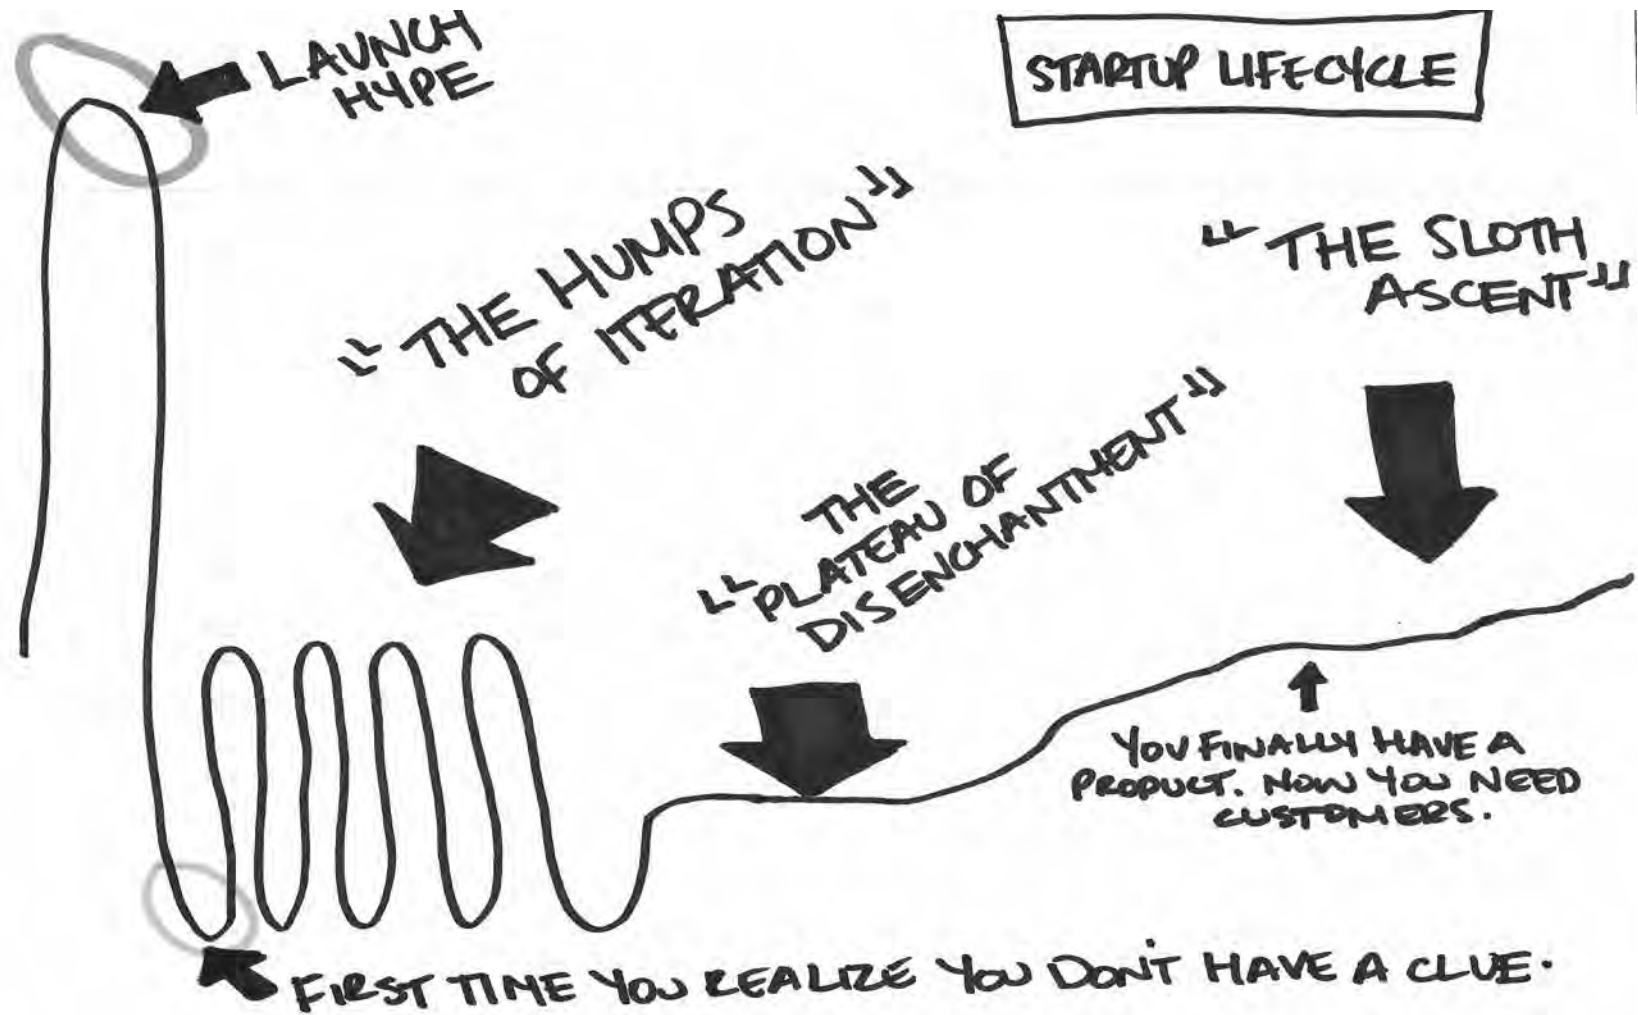 LAUNCH
HYPE
STARTUP LIFECYCLE
"THE HUMPS
OF ITERATION"
"THE SLOTH
ASCENT"
"THE
PLATEAU OF
DISENCHANTMENT"
YOU FINALLY HAVE A
PRODUCT. NOW YOU NEED
CUSTOMERS.
FIRST TIME YOU REALIZE YOU DON'T HAVE A CLUE.